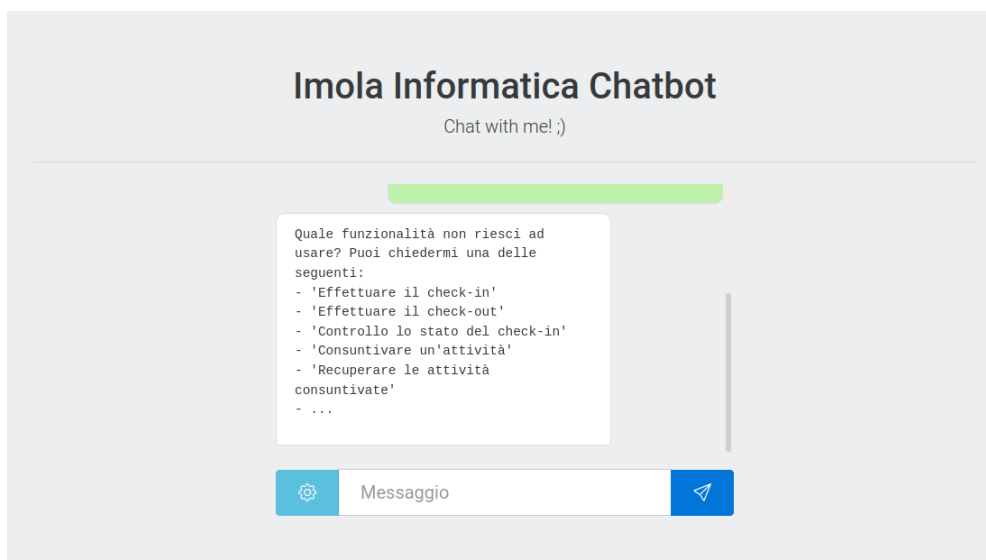 Imola Informatica Chatbot
Chat with me! ;)
Quale funzionalità non riesci ad
usare? Puoi chiedermi una delle
seguenti:
- 'Effettuare il check-in'
- 'Effettuare il check-out'
- 'Controllo lo stato del check-in'
- 'Consuntivare un'attività'
- 'Recuperare le attività
consuntivate'
- ...
Messaggio